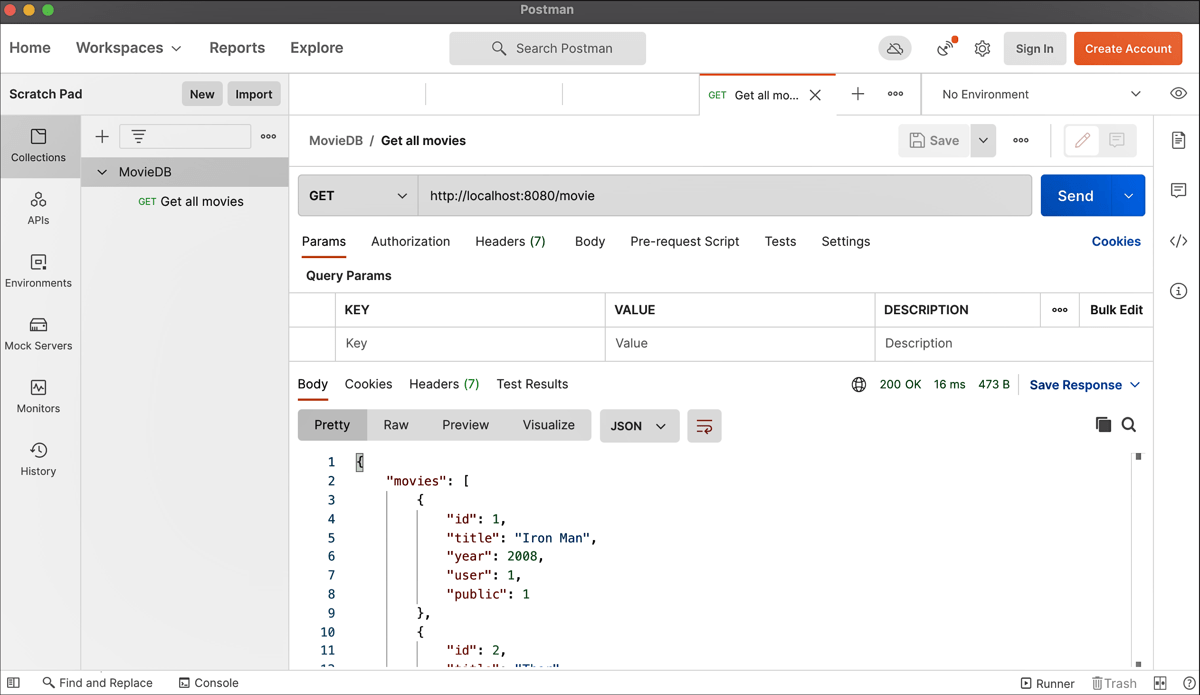 Postman
Home Workspaces Reports Explore Search Postman Sign In Create Account
Scratch Pad New Import GET Get all mo... No Environment
Collections
APIs
Environments
Mock Servers
Monitors
History
MovieDB
GET Get all movies
MovieDB / Get all movies Save
GET http://localhost:8080/movie Send
Params Authorization Headers (7) Body Pre-request Script Tests Settings Cookies
Query Params
KEY VALUE DESCRIPTION Bulk Edit
Key Value Description
Body Cookies Headers (7) Test Results 200 OK 16 ms 473 B Save Response
Pretty Raw Preview Visualize JSON
1 {
2 "movies": [
3 {
4 "id": 1,
5 "title": "Iron Man",
6 "year": 2008,
7 "user": 1,
8 "public": 1
9 },
10 {
11 "id": 2,
12 "title": "Thor"
Find and Replace Console Runner Trash